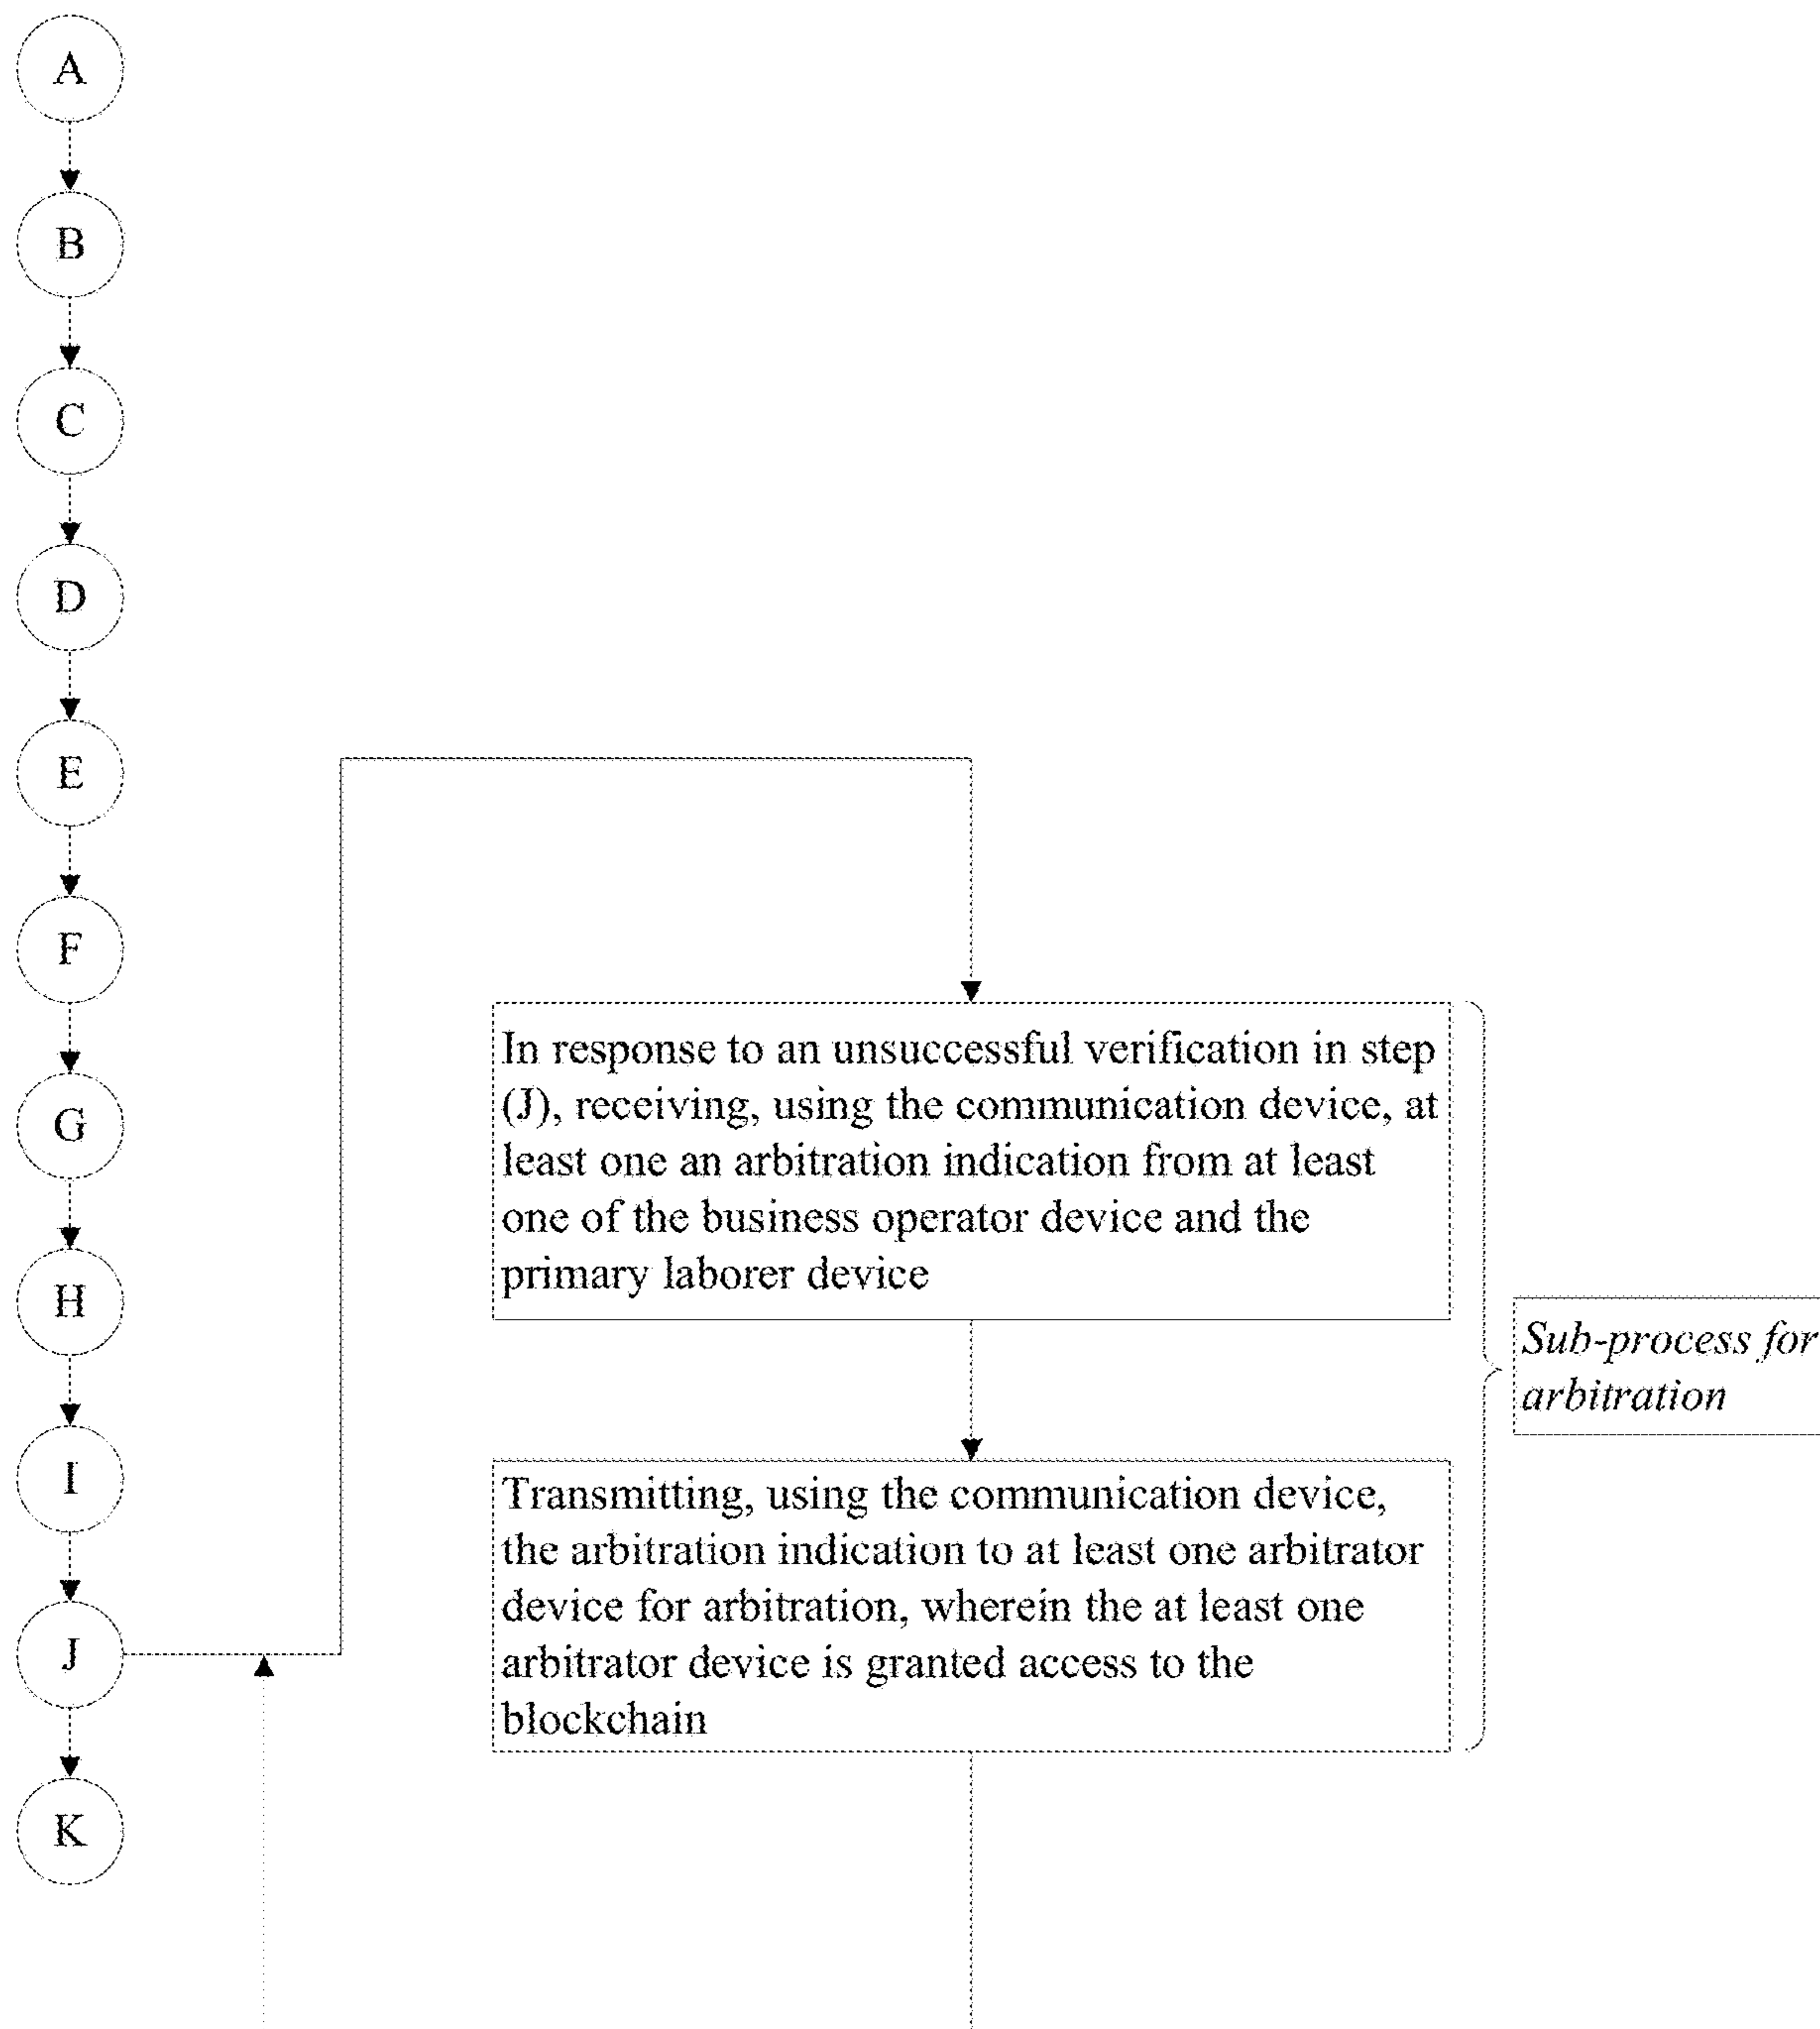 A
B
C
D
E
F
G
H
I
J
K
In response to an unsuccessful verification in step
(J), receiving, using the communication device, at
least one an arbitration indication from at least
one of the business operator device and the
primary laborer device
Transmitting, using the communication device,
the arbitration indication to at least one arbitrator
device for arbitration, wherein the at least one
arbitrator device is granted access to the
blockchain
Sub-process for
arbitration